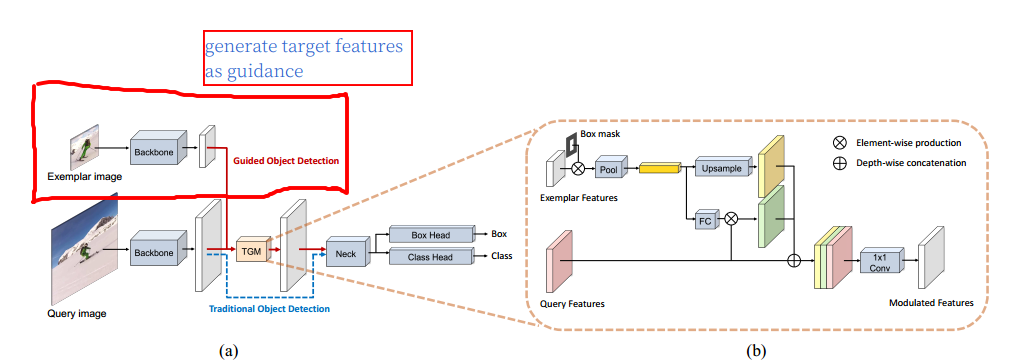 generate target features
as guidance
Backbone
Guided Object Detection
Exemplar image
Backbone
TGM
Neck
Box Head
Class Head
Box
Class
Traditional Object Detection
Query image
(a)
Box mask
Pool
Upsample
Exemplar Features
FC
Element-wise production
Depth-wise concatenation
1x1
Conv
Query Features
Modulated Features
(b)